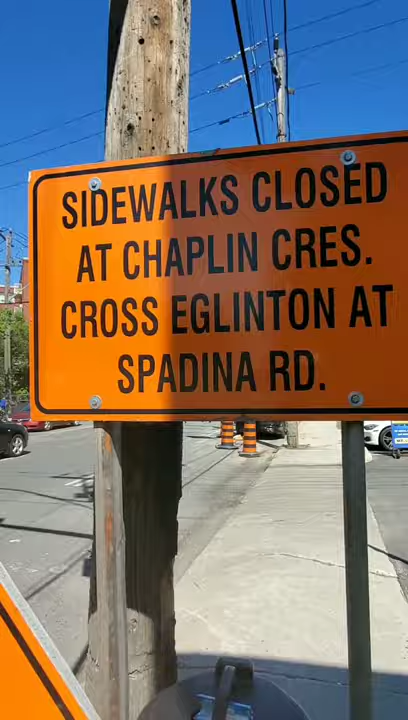 SIDEWALKS CLOSED
AT CHAPLIN CRES.
CROSS EGLINTON AT
SPADINA RD.